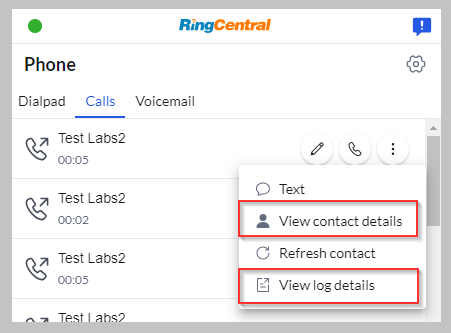 RingCentral
Phone
Dialpad Calls Voicemail
Test Labs2
00:05
Text
Test Labs2
00:02
View contact details
Refresh contact
Test Labs2
00:05
View log details
Test Labs2